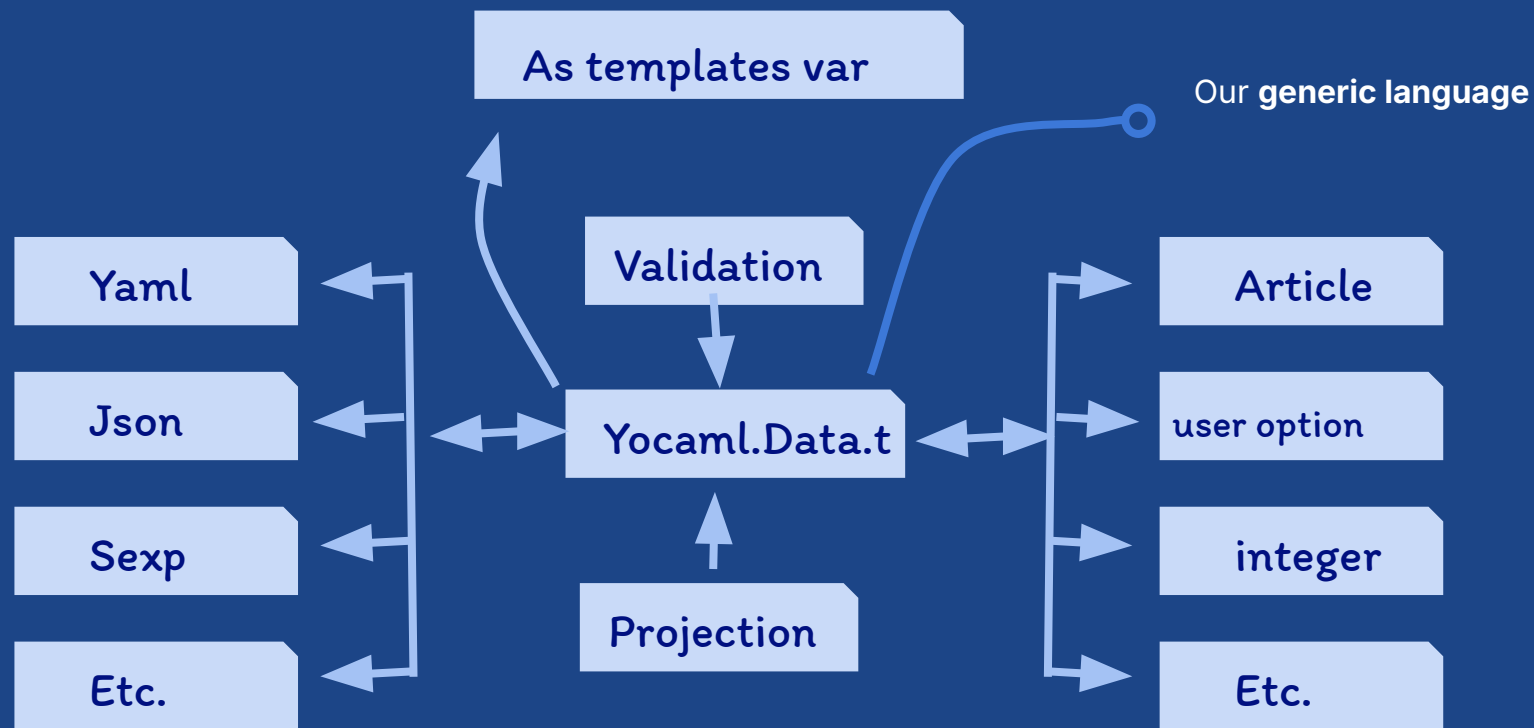 As templates var
Our generic language
Validation
Yaml
Article
Json
user option
Yocaml.Data.t
Sexp
integer
Projection
Etc.
Etc.